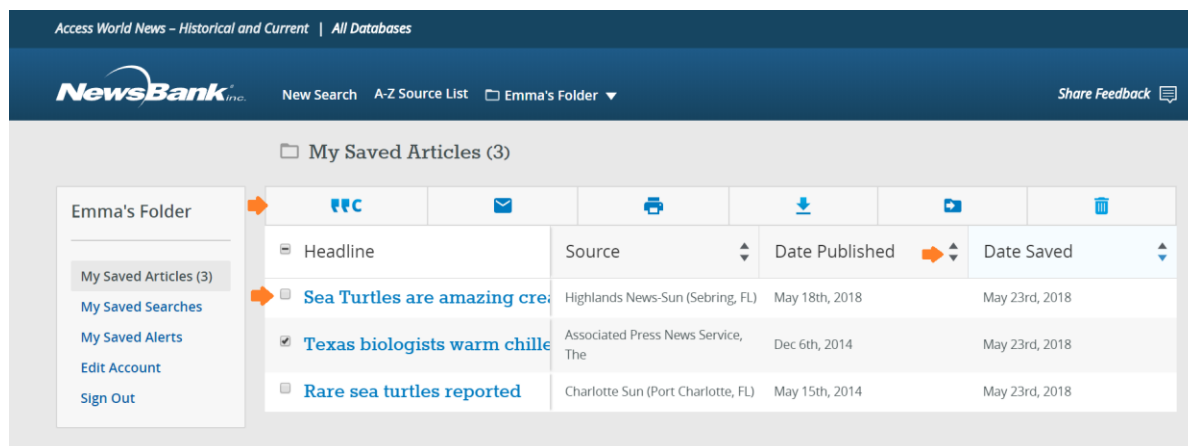 Access World News – Historical and Current | All Databases
NewsBank inc. New Search A-Z Source List Emma's Folder Share Feedback
My Saved Articles (3)
Emma's Folder
My Saved Articles (3)
My Saved Searches
My Saved Alerts
Edit Account
Sign Out
Headline Source Date Published Date Saved
Sea Turtles are amazing crea Highlands News-Sun (Sebring, FL) May 18th, 2018 May 23rd, 2018
Texas biologists warm chille Associated Press News Service, The Dec 6th, 2014 May 23rd, 2018
Rare sea turtles reported Charlotte Sun (Port Charlotte, FL) May 15th, 2014 May 23rd, 2018